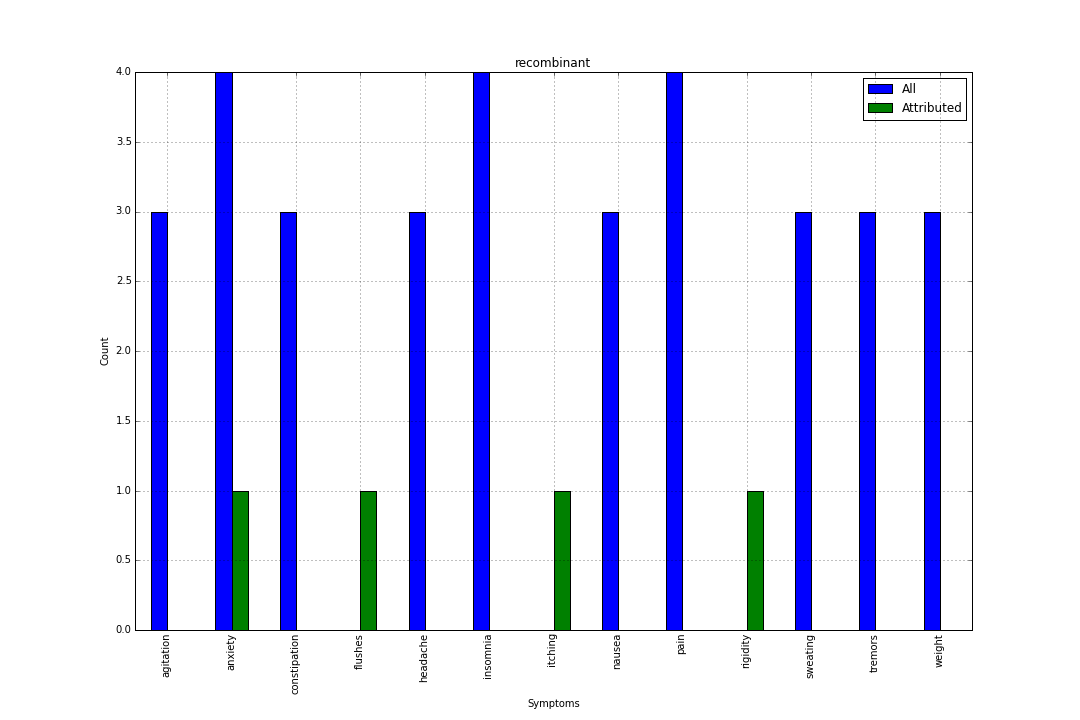 recombinant
All
Attributed
4.0
3.5
3.0
2.5
2.0
1.5
1.0
0.5
0.0
Count
agitation
anxiety
constipation
flushes
headache
insomnia
itching
nausea
pain
rigidity
sweating
tremors
weight
Symptoms